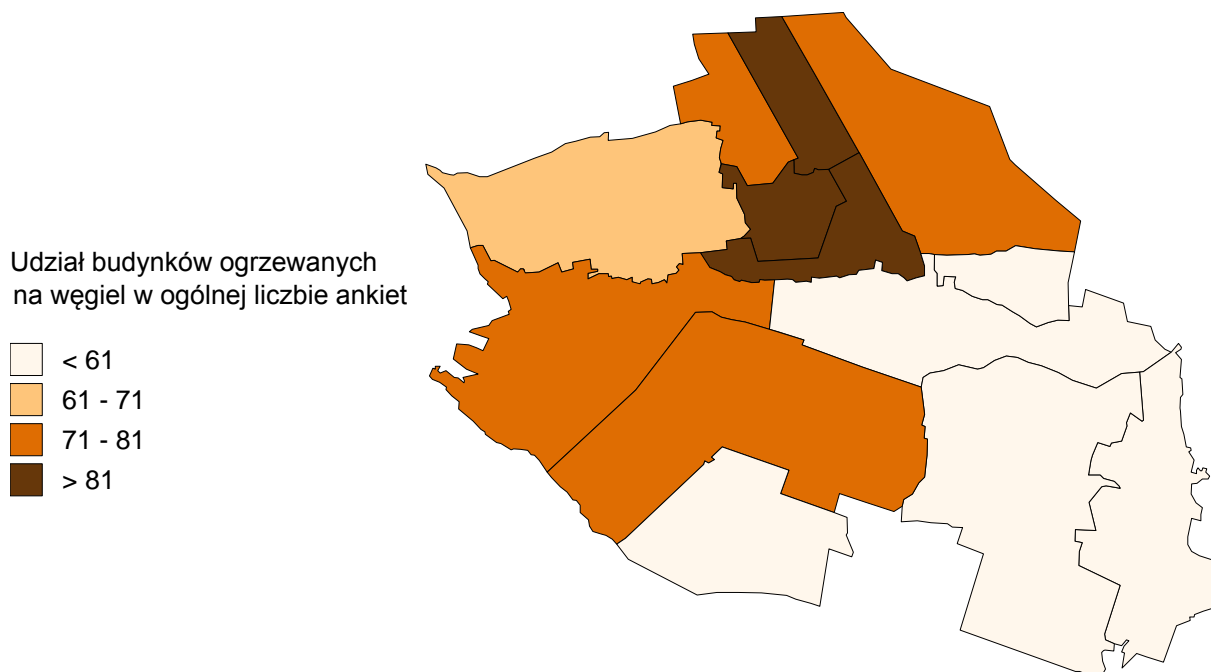 Udział budynków ogrzewanych
na węgiel w ogólnej liczbie ankiet
< 61
61 - 71
71 - 81
> 81